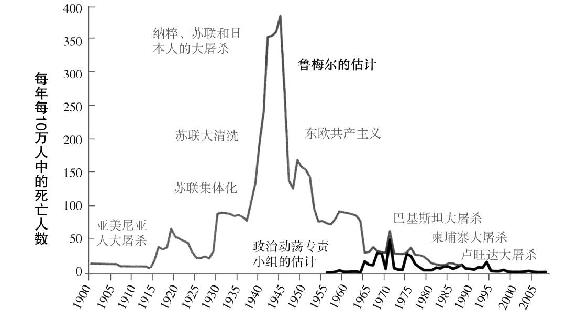 每年每10万人中的死亡人数
400
350
300
250
200
150
100
50
0
纳粹、苏联和日
本人的大屠杀
鲁梅尔的估计
苏联大清洗
东欧共产主义
苏联集体化
亚美尼亚
人大屠杀
政治动荡专责
小组的估计
巴基斯坦大屠杀
柬埔寨大屠杀
卢旺达大屠杀
1900
1905
1910
1915
1920
1925
1930
1935
1940
1945
1950
1955
1960
1965
1970
1975
1980
1985
1990
1995
2000
2005